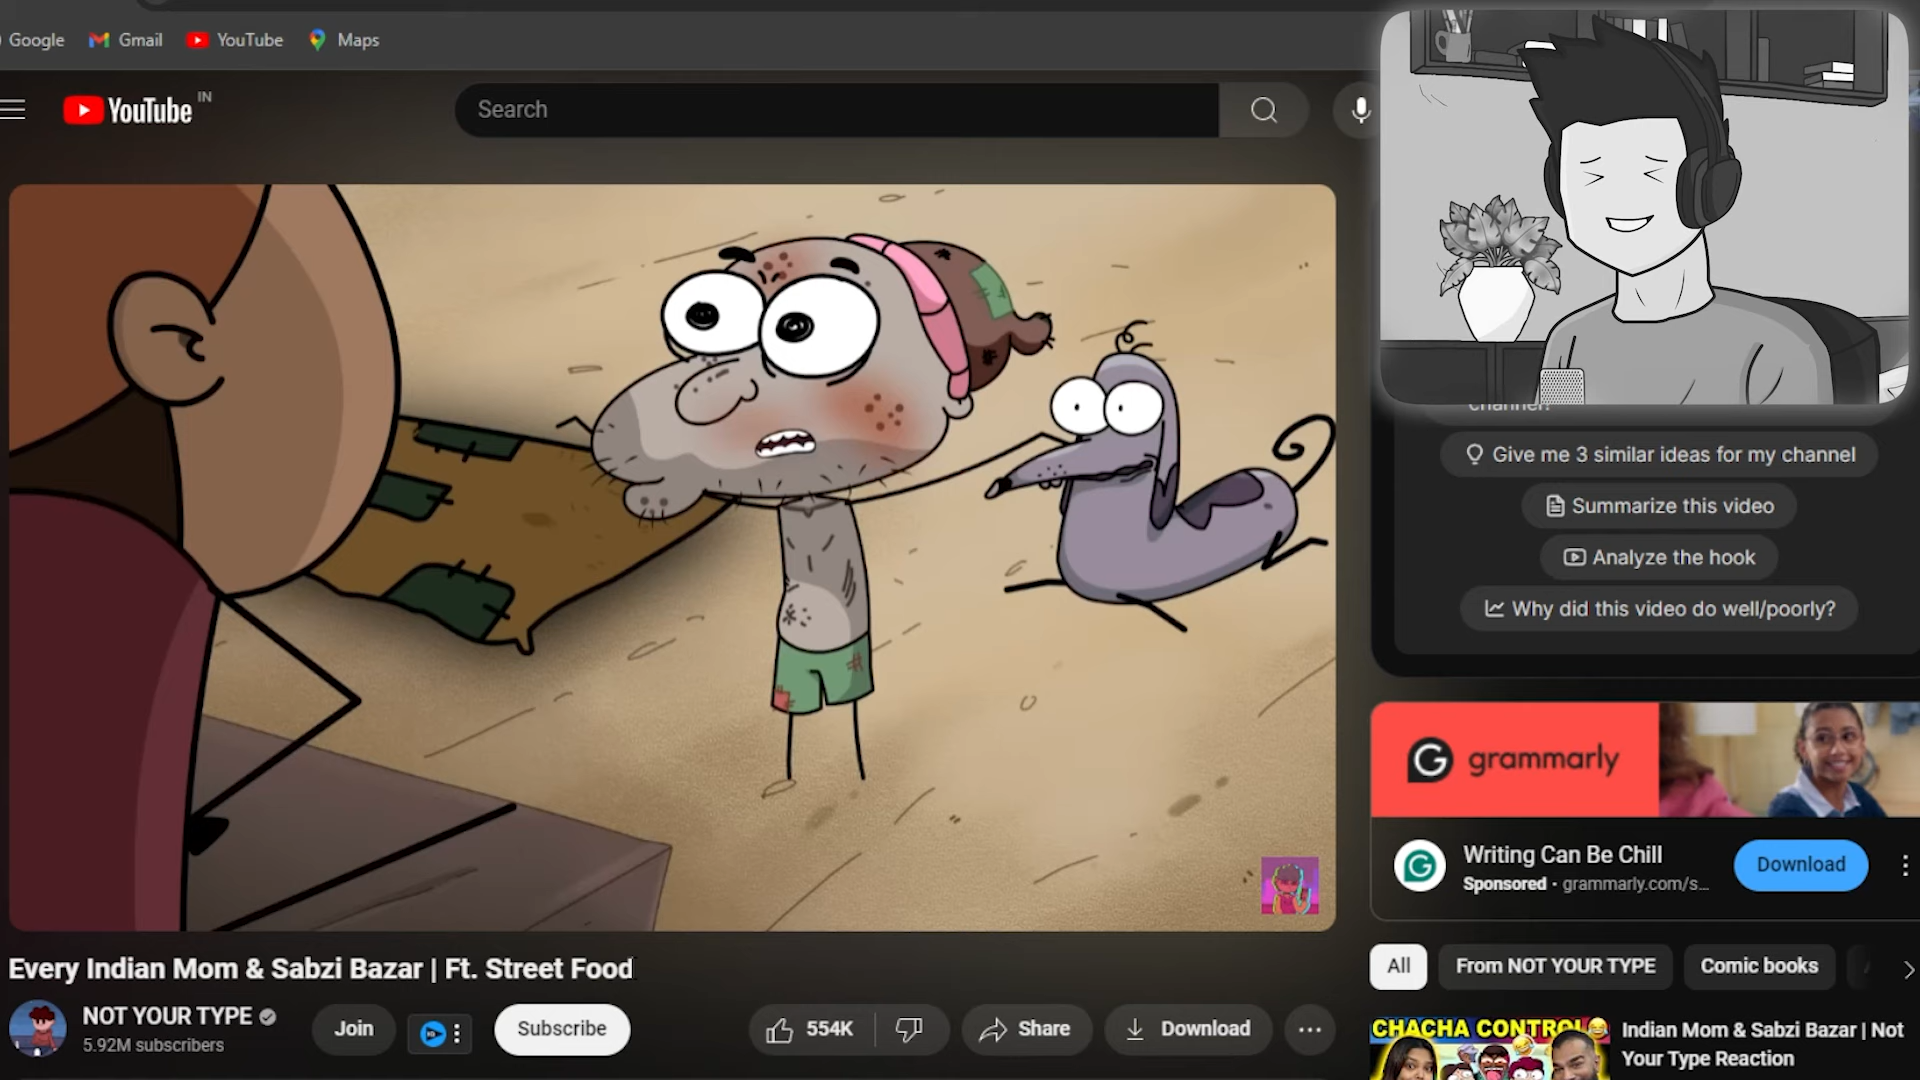 Google
Gmail
YouTube
Maps
YouTube IN
Search
channel!
Give me 3 similar ideas for my channel
Summarize this video
Analyze the hook
Why did this video do well/poorly?
grammarly
Writing Can Be Chill
Sponsored · grammarly.com/s...
Download
Every Indian Mom & Sabzi Bazar | Ft. Street Food
NOT YOUR TYPE
5.92M subscribers
Join
Subscribe
554K
Share
Download
All
From NOT YOUR TYPE
Comic books
CHACHA CONTROL
Indian Mom & Sabzi Bazar | Not
Your Type Reaction